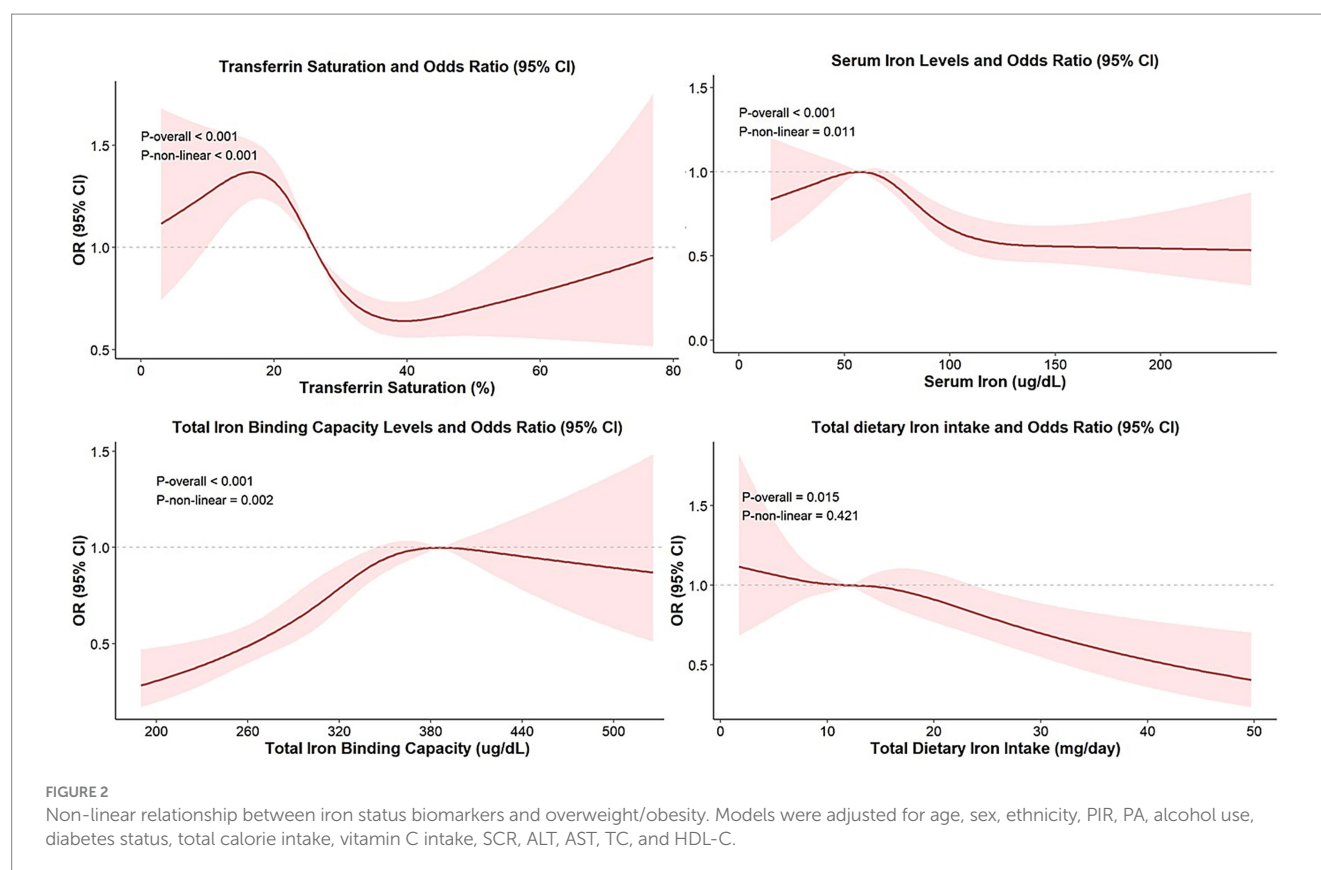 Transferrin Saturation and Odds Ratio (95% CI)
P-overall < 0.001
P-non-linear < 0.001
OR (95% CI)
1.5
1.0
0.5
0 20 40 60 80
Transferrin Saturation (%)
Serum Iron Levels and Odds Ratio (95% CI)
P-overall < 0.001
P-non-linear = 0.011
1.5
1.0
0.5
0.0
0 50 100 150 200
Serum Iron (ug/dL)
Total Iron Binding Capacity Levels and Odds Ratio (95% CI)
P-overall < 0.001
P-non-linear = 0.002
OR (95% CI)
1.5
1.0
0.5
200 260 320 380 440 500
Total Iron Binding Capacity (ug/dL)
Total dietary Iron intake and Odds Ratio (95% CI)
P-overall = 0.015
P-non-linear = 0.421
OR (95% CI)
1.5
1.0
0.5
0 10 20 30 40 50
Total Dietary Iron Intake (mg/day)
FIGURE 2
Non-linear relationship between iron status biomarkers and overweight/obesity. Models were adjusted for age, sex, ethnicity, PIR, PA, alcohol use,
diabetes status, total calorie intake, vitamin C intake, SCR, ALT, AST, TC, and HDL-C.